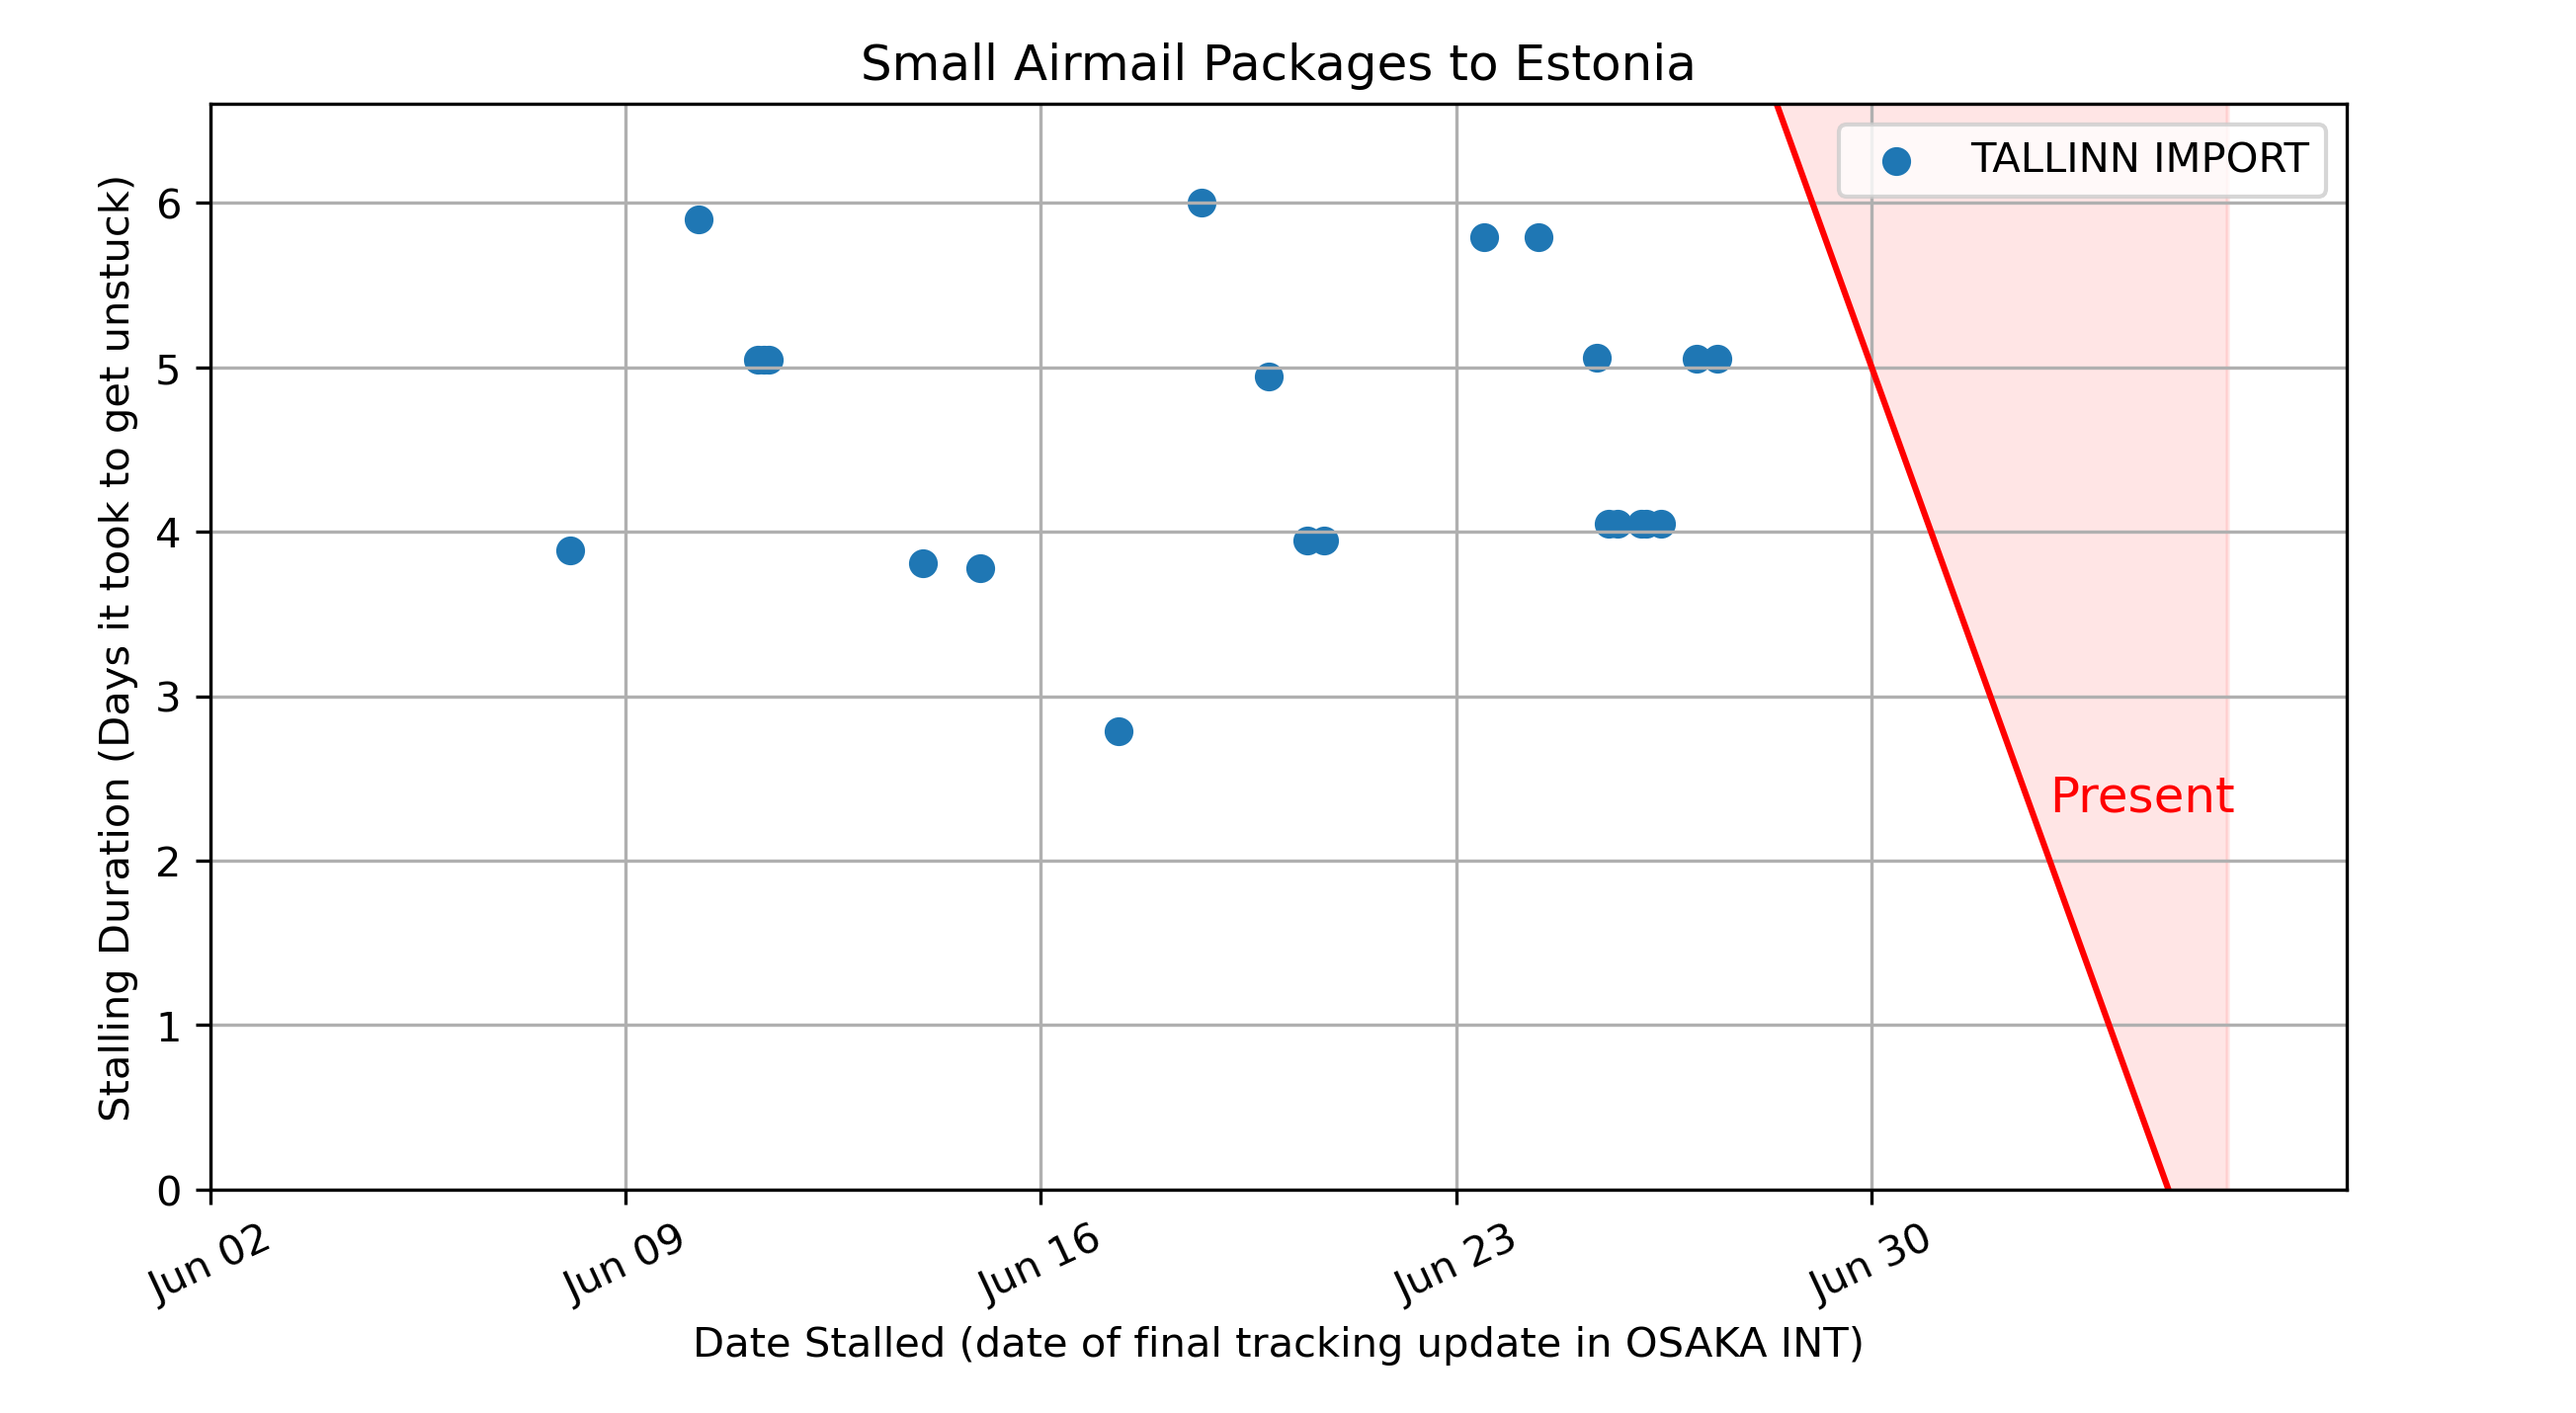 Small Airmail Packages to Estonia
TALLINN IMPORT
Stalling Duration (Days it took to get unstuck)
6
5
4
3
2
1
0
Present
Jun 02
Jun 09
Jun 16
Jun 23
Jun 30
Date Stalled (date of final tracking update in OSAKA INT)